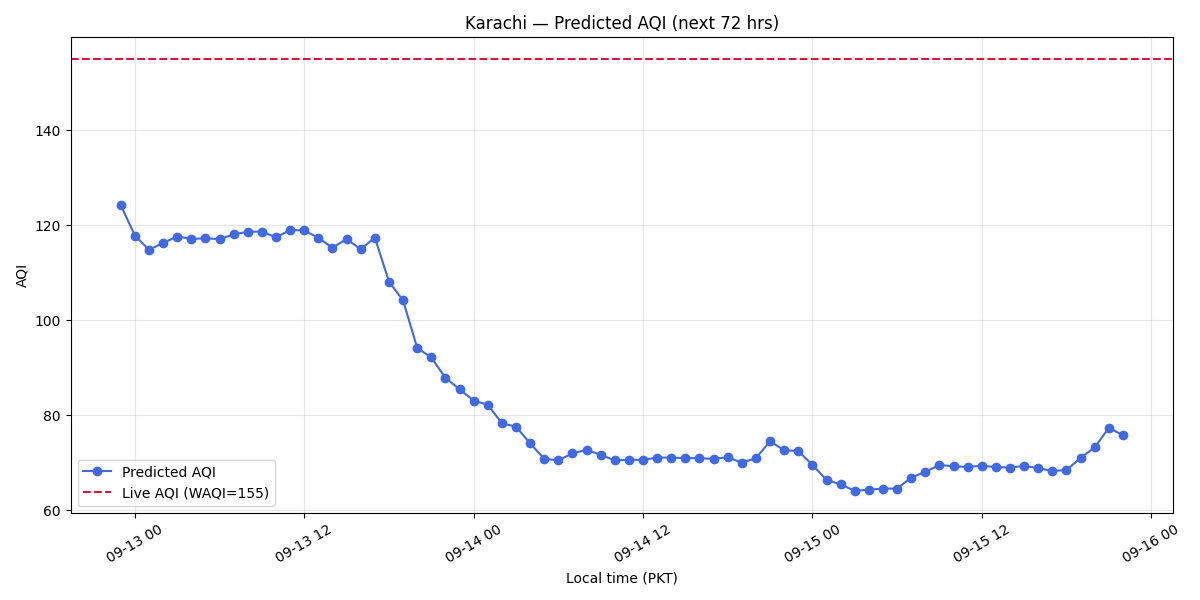 Karachi — Predicted AQI (next 72 hrs)
AQI
140
120
100
80
60
Predicted AQI
Live AQI (WAQI=155)
09-13 00
09-13 12
09-14 00
09-14 12
09-15 00
09-15 12
09-16 00
Local time (PKT)